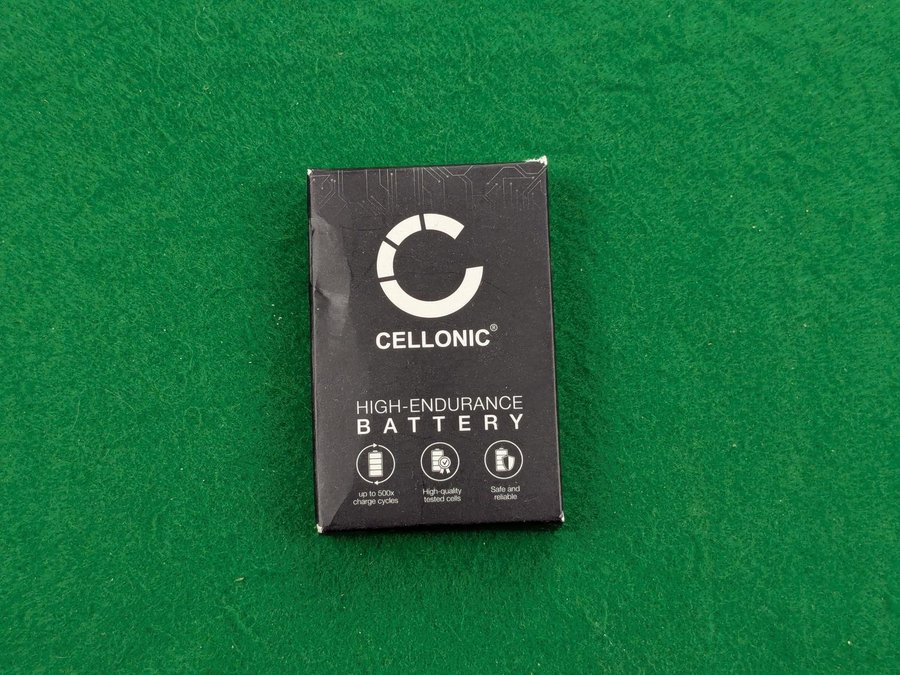 CELLONIC®
HIGH-ENDURANCE
BATTERY
up to 500x
charge cycles
High-quality
tested cells
Safe and
reliable